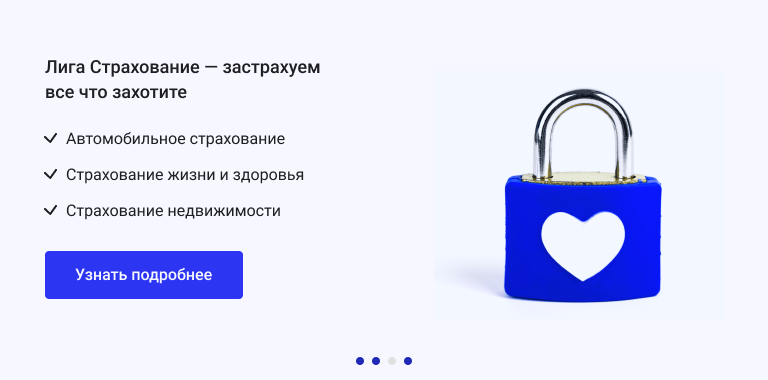 Лига Страхование — застрахуем
все что захотите
Автомобильное страхование
Страхование жизни и здоровья
Страхование недвижимости
Узнать подробнее